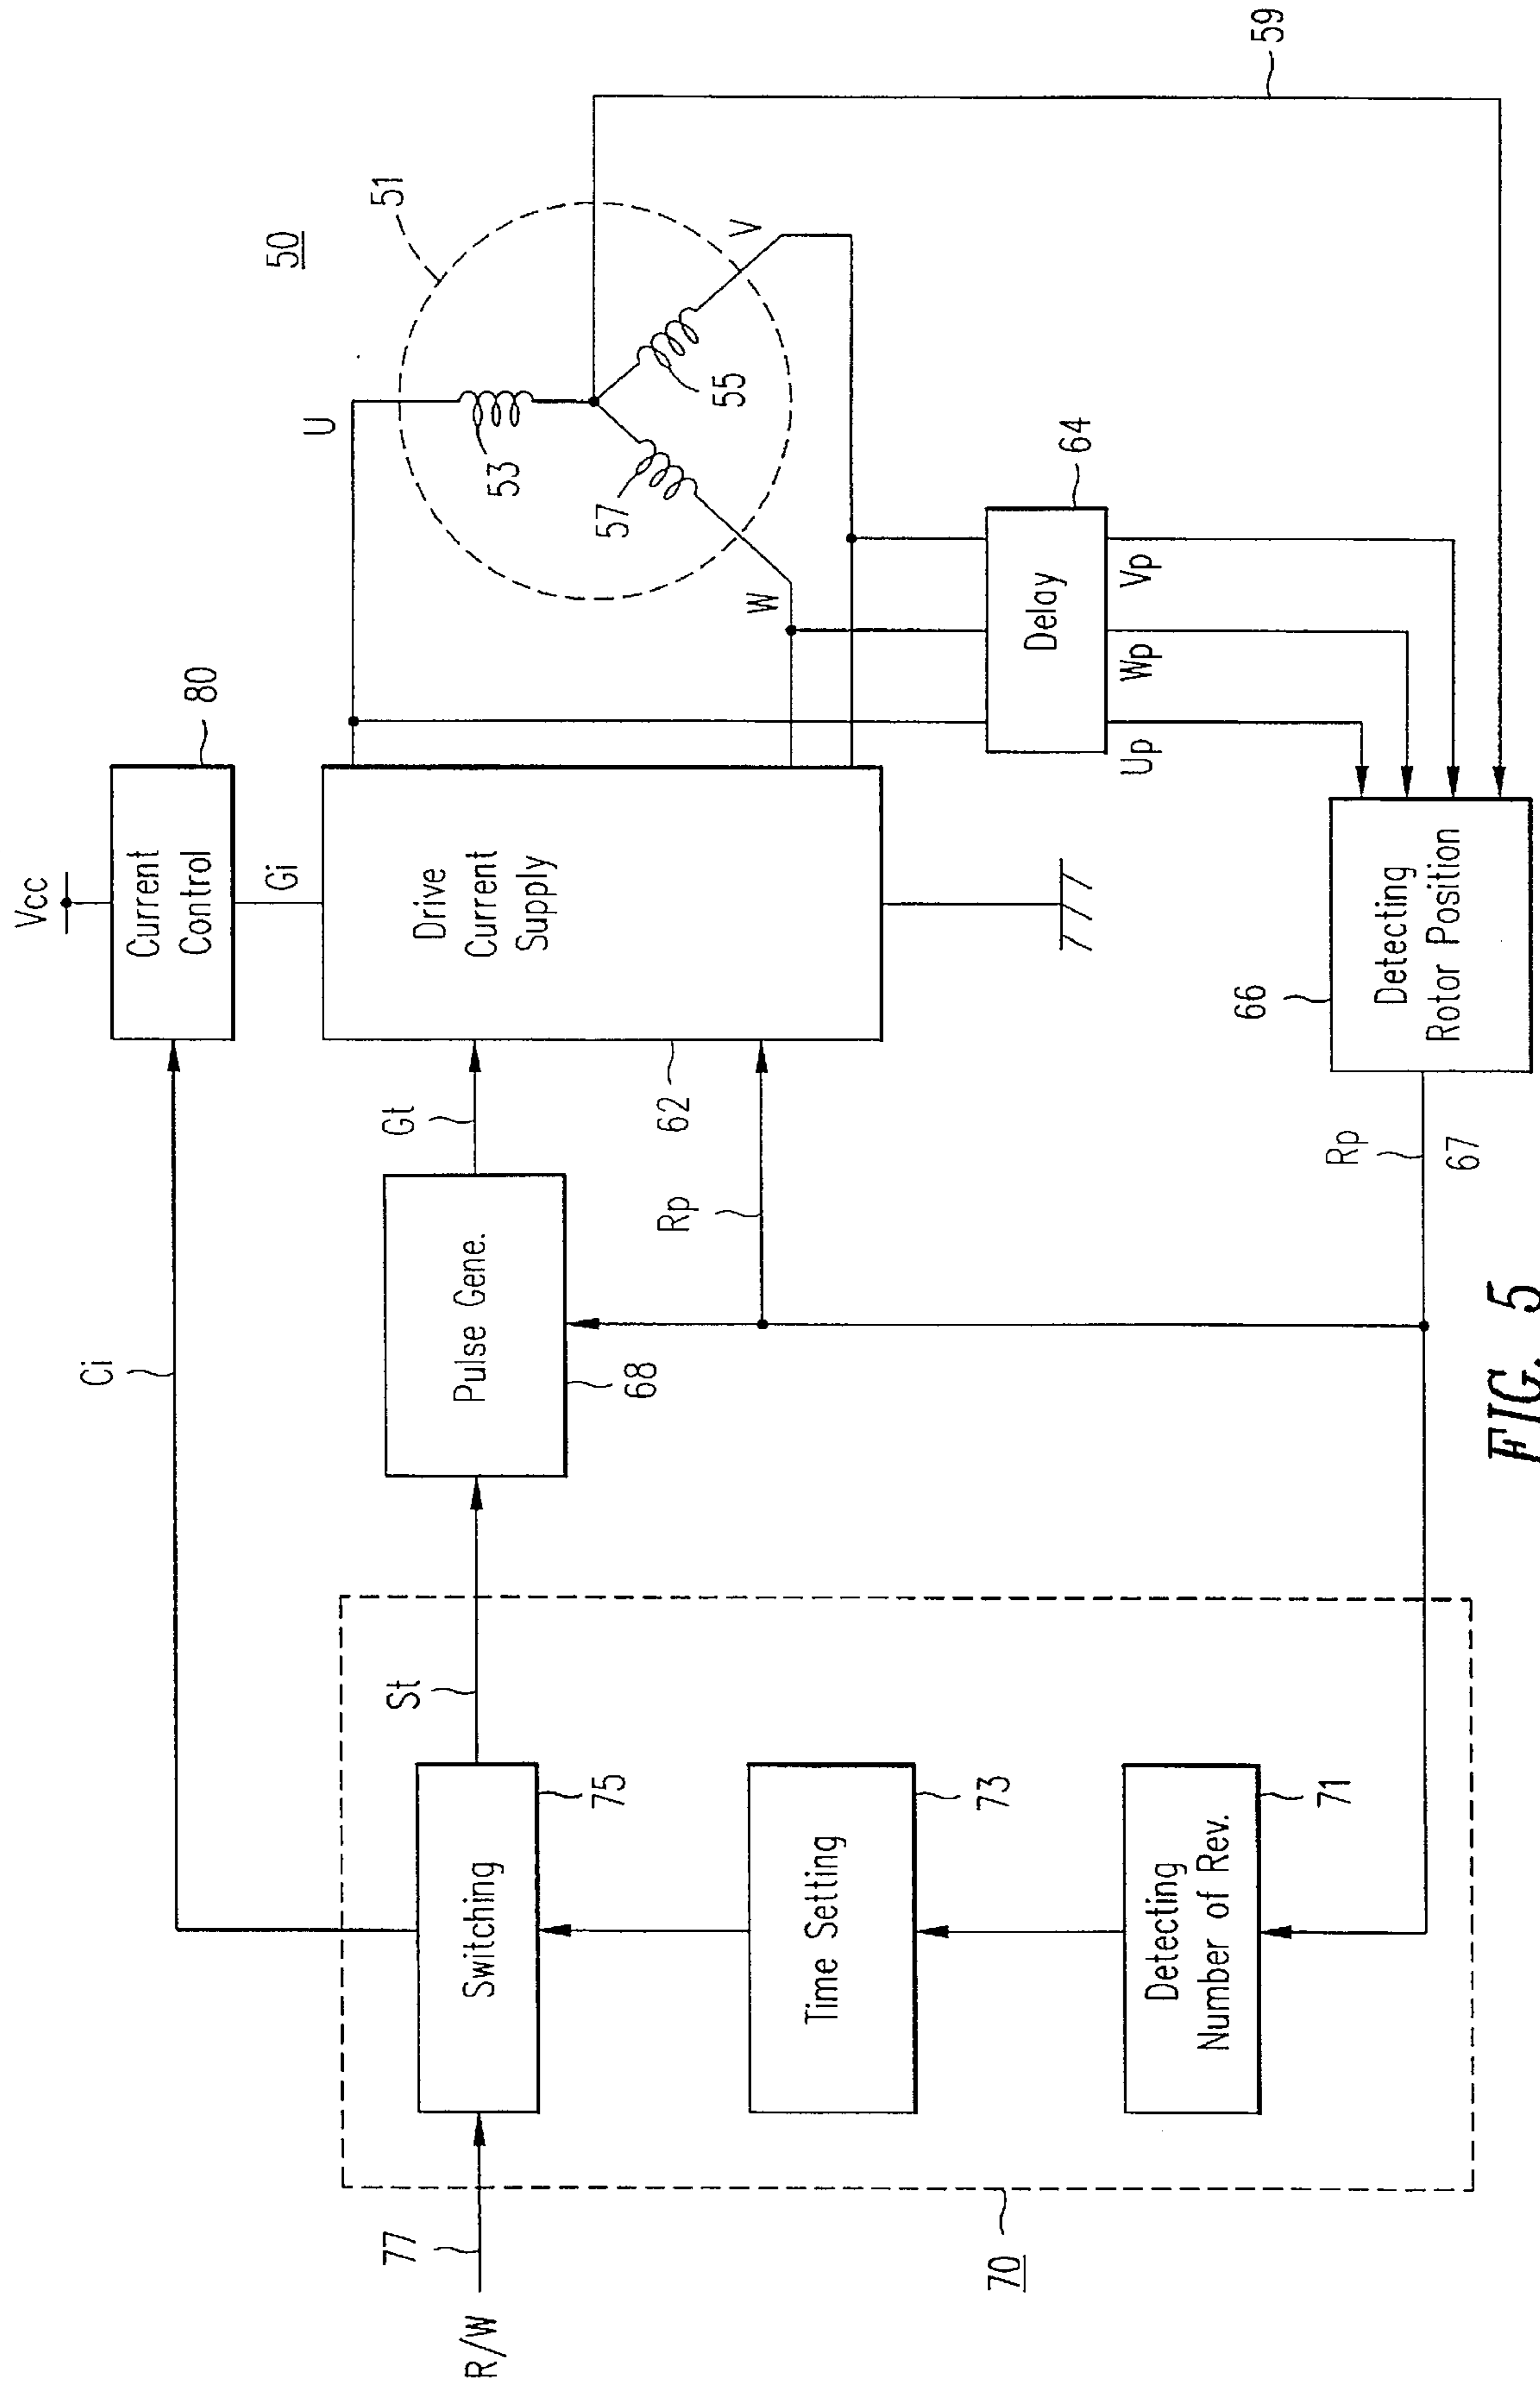 Vcc
Current
Control
80
Ci
Gi
50
51
59
U
V
W
53
55
57
Drive
Current
Supply
62
Gt
Pulse Gene.
68
Rp
St
Switching
75
77
R/W
Time Setting
73
Detecting
Number of Rev.
71
70
Delay
64
Up
Wp
Vp
66
Detecting
Rotor Position
Rp
67
FIG. 5